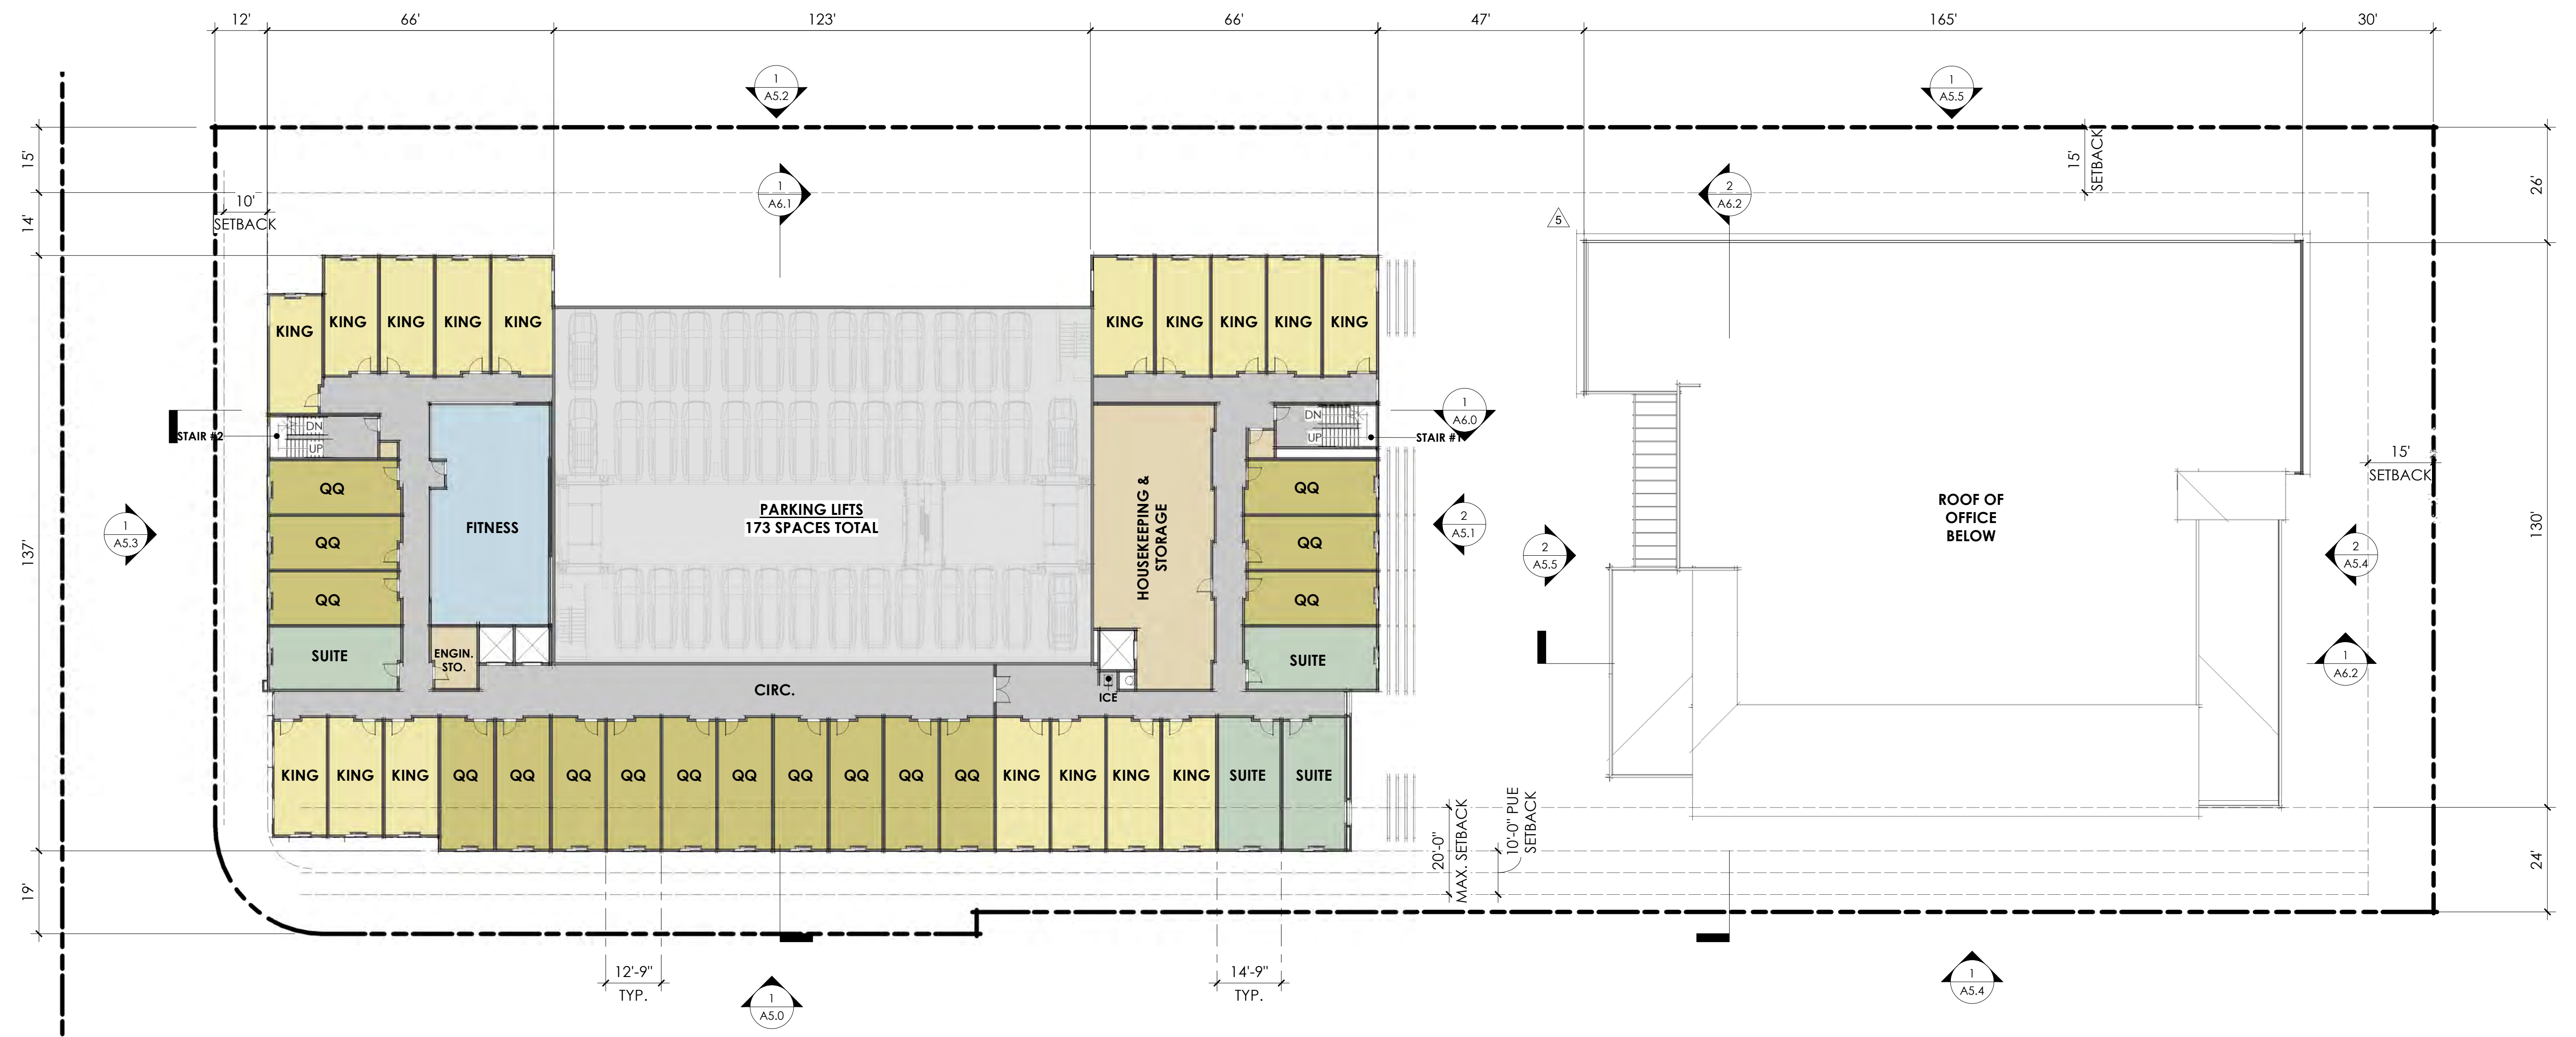 12' 66' 123' 66' 47' 165' 30'
1
A5.2
1
A5.5
15'
15'
SETBACK
26'
1
A6.1
2
A6.2
10'
SETBACK
14'
5
KING KING KING KING KING
KING KING KING KING KING
DN
UP
STAIR #2
DN
UP
STAIR #1
1
A6.0
15'
SETBACK
QQ
QQ
QQ
SUITE
FITNESS
ENGIN.
STO.
PARKING LIFTS
173 SPACES TOTAL
HOUSEKEEPING &
STORAGE
QQ
QQ
QQ
SUITE
2
A5.1
ROOF OF
OFFICE
BELOW
1
A5.3
137'
2
A5.5
2
A5.4
130'
1
A6.2
CIRC.
ICE
KING KING KING QQ QQ QQ QQ QQ QQ QQ QQ QQ QQ KING KING KING KING SUITE SUITE
20'-0"
MAX. SETBACK
10'-0" PUE
SETBACK
19'
24'
12'-9"
TYP.
14'-9"
TYP.
1
A5.0
1
A5.4